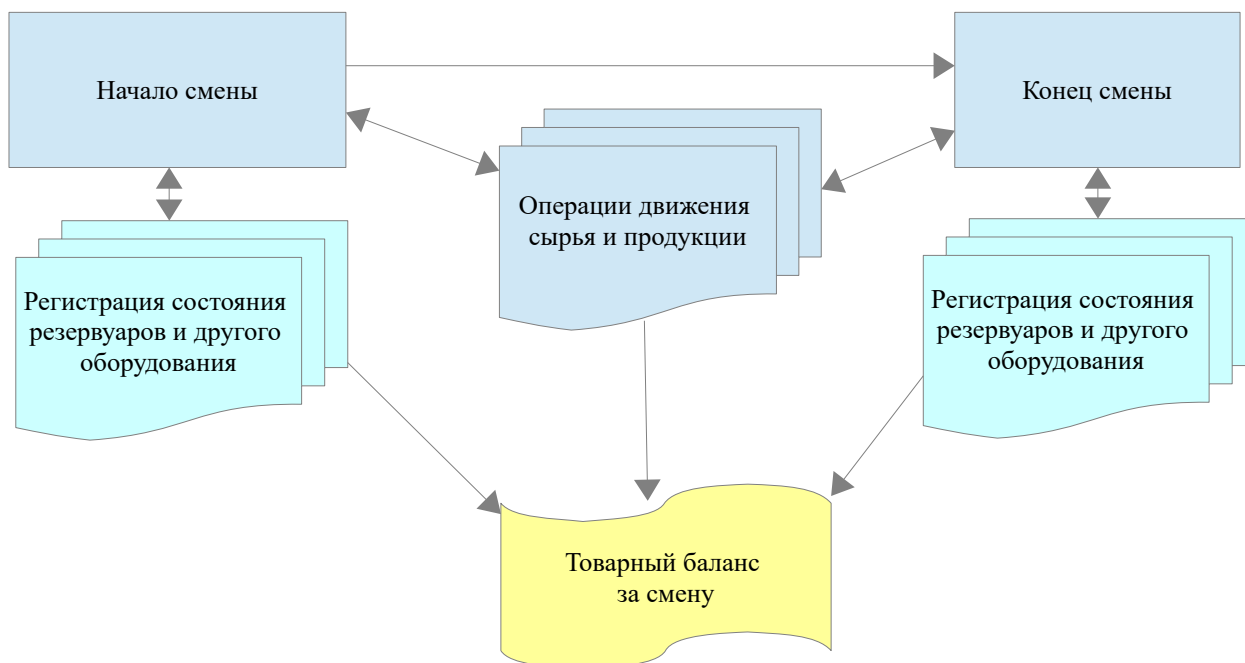 Начало смены
Конец смены
Операции движения
сырья и продукции
Регистрация состояния
резервуаров и другого
оборудования
Регистрация состояния
резервуаров и другого
оборудования
Товарный баланс
за смену